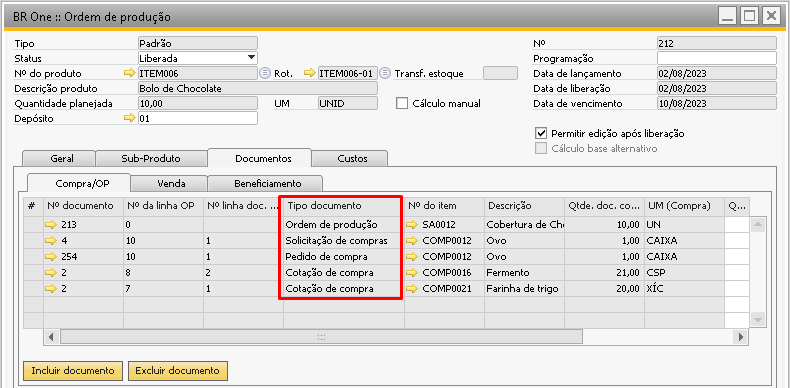 BR One :: Ordem de produção
Tipo Padrão Nº 212
Status Liberada Programação
Nº do produto ITEM006 Rot. ITEM006-01 Transf. estoque Data de lançamento 02/08/2023
Descrição produto Bolo de Chocolate Data de liberação 02/08/2023
Quantidade planejada 10,00 UM UNID Cálculo manual Data de vencimento 10/08/2023
Depósito 01
Permitir edição após liberação
Cálculo base alternativo
Geral Sub-Produto Documentos Custos
Compra/OP Venda Beneficiamento
# Nº documento Nº da linha OP Nº linha doc. ... Tipo documento Nº do item Descrição Qtde. doc. co... UM (Compra) Q...
213 0 Ordem de produção SA0012 Cobertura de Cho 10,00 UN
4 10 1 Solicitação de compras COMP0012 Ovo 1,00 CAIXA
254 10 1 Pedido de compra COMP0012 Ovo 1,00 CAIXA
2 8 2 Cotação de compra COMP0016 Fermento 21,00 CSP
2 7 1 Cotação de compra COMP0021 Farinha de trigo 20,00 XÍC
Incluir documento Excluir documento